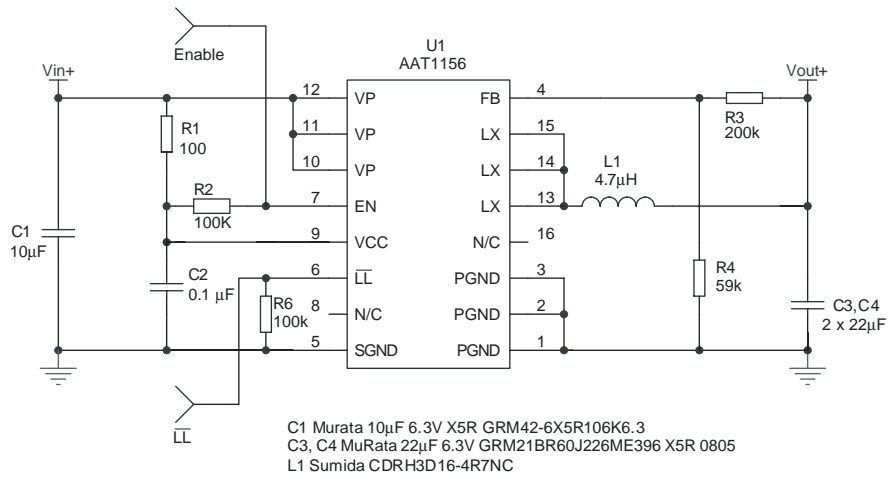 Enable
U1
AAT1156
Vin+
Vout+
12 VP
FB 4
R1
100
R3
200k
11 VP
LX 15
10 VP
LX 14
L1
4.7μH
R2
100K
7 EN
LX 13
C1
10μF
9 VCC
N/C 16
C2
0.1 μF
6 LL
PGND 3
R4
59k
R6
100k
8 N/C
PGND 2
C3,C4
2 x 22μF
5 SGND
PGND 1
LL
C1 Murata 10μF 6.3V X5R GRM42-6X5R106K6.3
C3, C4 MuRata 22μF 6.3V GRM21BR60J226ME396 X5R 0805
L1 Sumida CDRH3D16-4R7NC